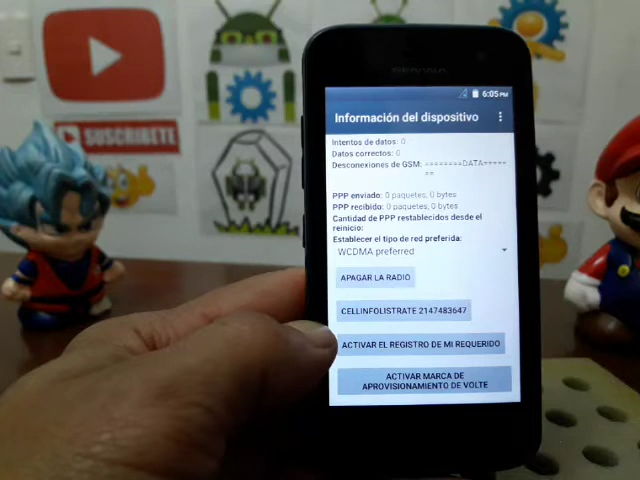 SUSCRIBETE
6:05 PM
Información del dispositivo
Intentos de datos: 0
Datos correctos: 0
Desconexiones de GSM: ========DATA=====
==
PPP enviado: 0 paquetes, 0 bytes
PPP recibido: 0 paquetes, 0 bytes
Cantidad de PPP restablecidos desde el
reinicio:
Establecer el tipo de red preferida:
WCDMA preferred
APAGAR LA RADIO
CELLINFOLISTRATE 2147483647
ACTIVAR EL REGISTRO DE MI REQUERIDO
ACTIVAR MARCA DE
APROVISIONAMIENTO DE VOLTE